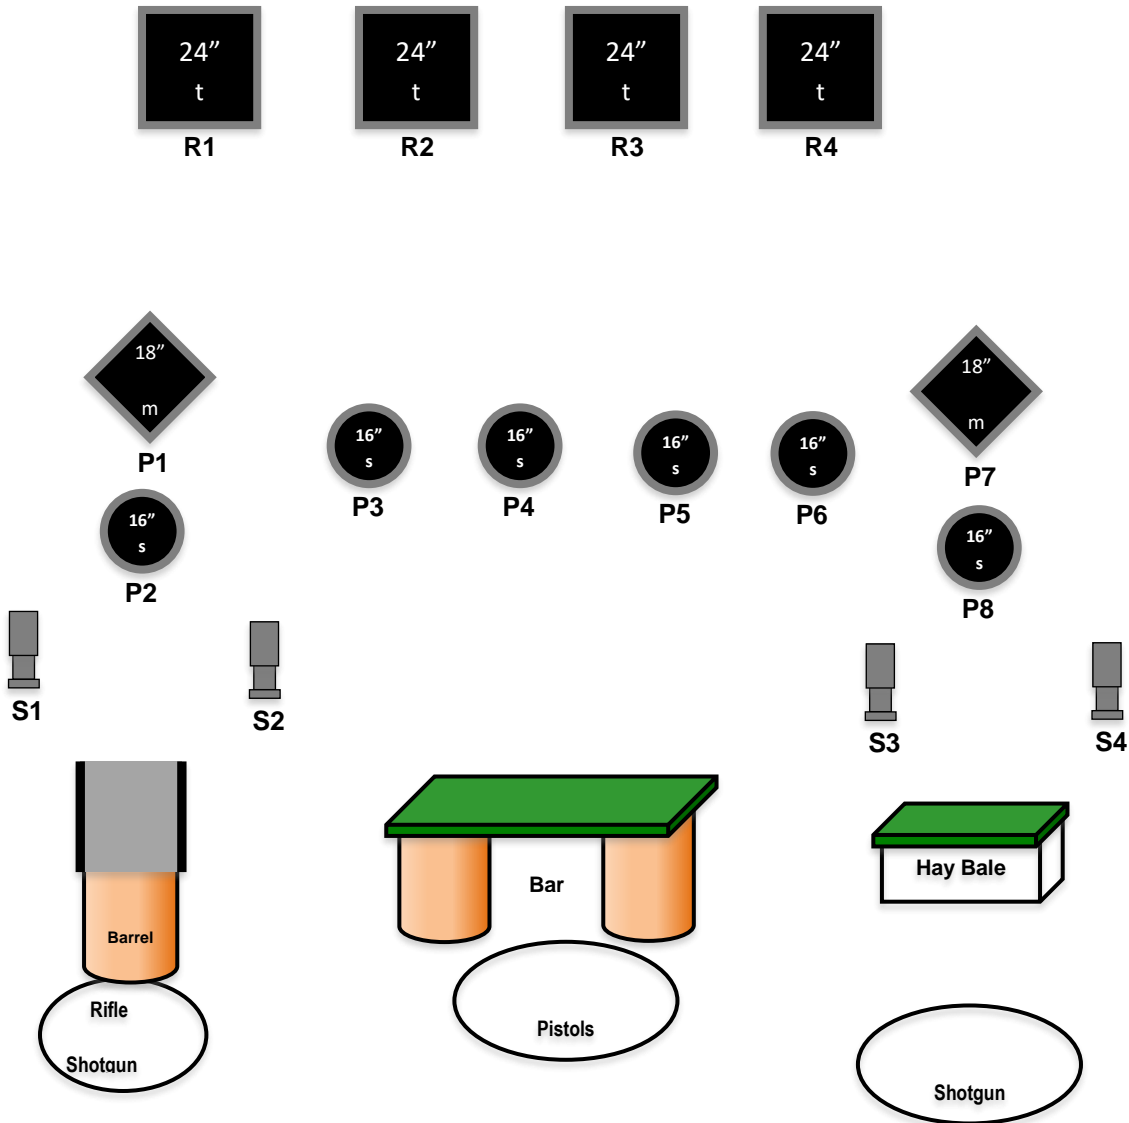 24”
t
R1
24”
t
R2
24”
t
R3
24”
t
R4
18”
m
P1
16”
s
P2
16”
s
P3
16”
s
P4
16”
s
P5
16”
s
P6
18”
m
P7
16”
s
P8
S1
S2
S3
S4
Barrel
Rifle
Shotgun
Bar
Pistols
Hay Bale
Shotgun